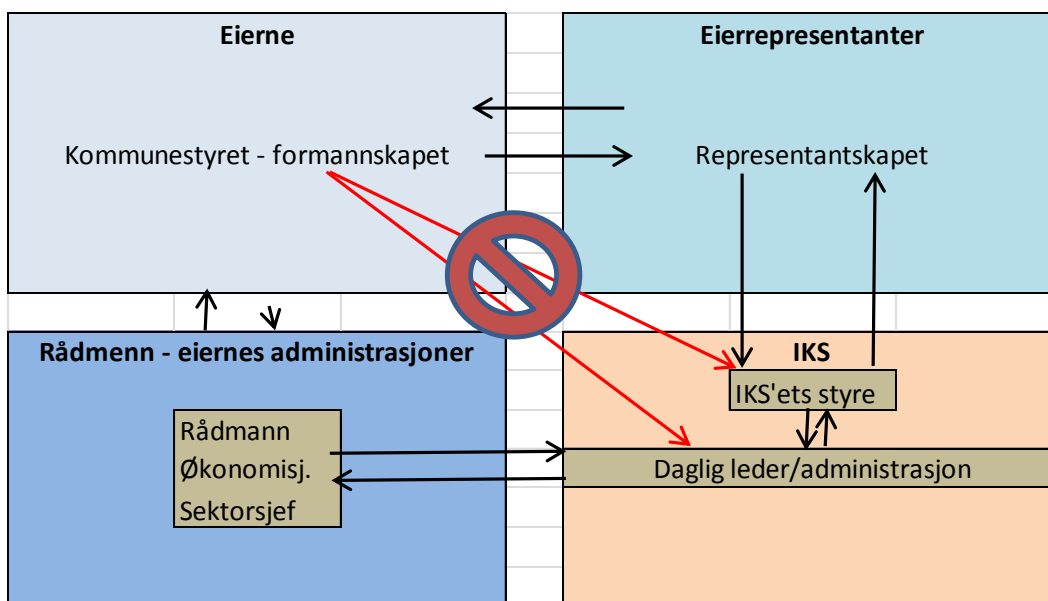 Eierne
Eierrepresentanter
Kommunestyret - formannskapet
Representantskapet
Rådmenn - eiernes administrasjoner
IKS
IKS'ets styre
Rådmann
Økonomisj.
Sektorsjef
Daglig leder/administrasjon